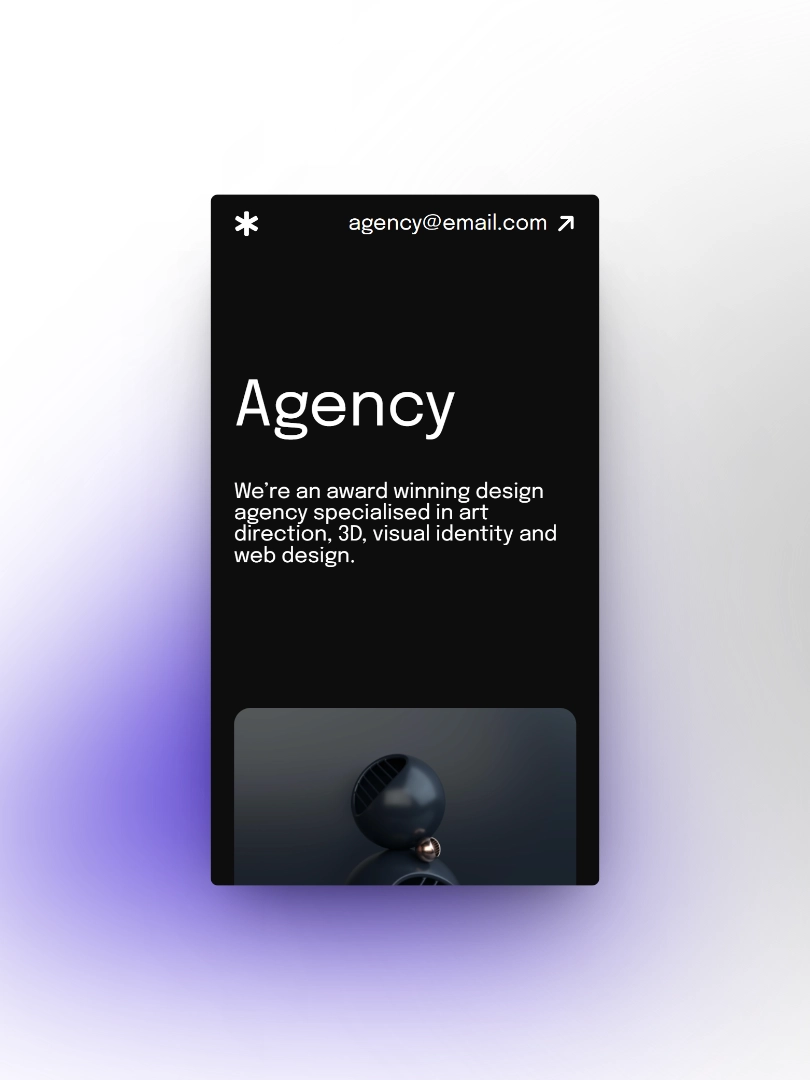 agency@email.com
Agency
We’re an award winning design
agency specialised in art
direction, 3D, visual identity and
web design.